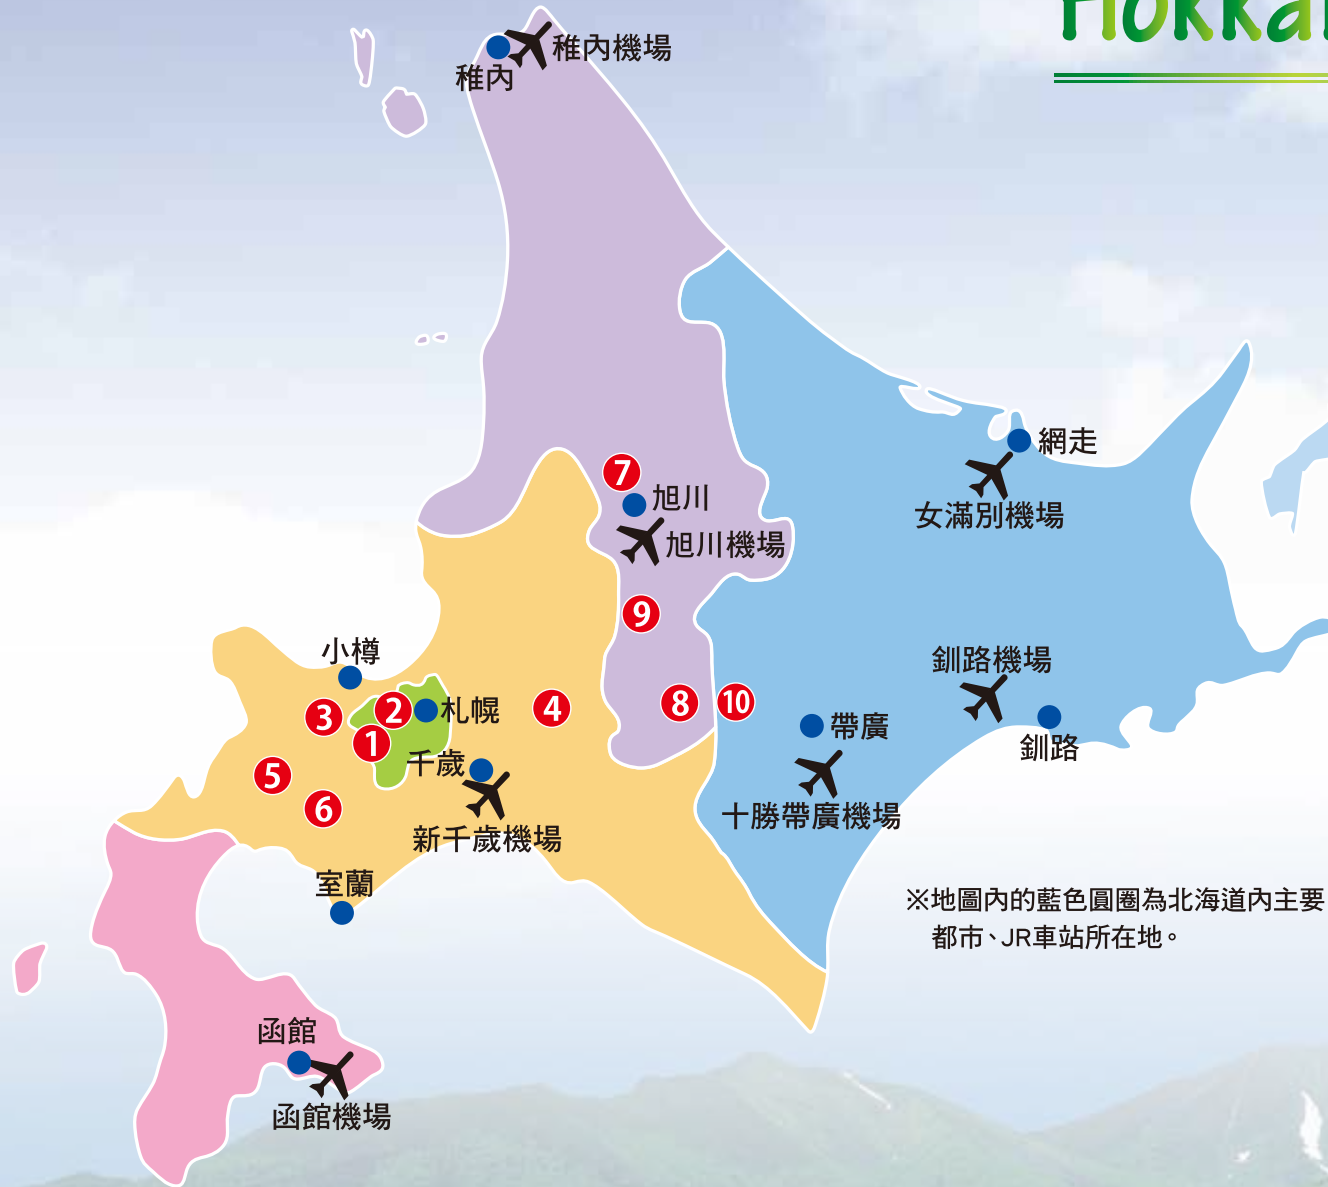 Hokka
稚內機場
稚內
網走
女滿別機場
7
旭川
旭川機場
9
小樽
釧路機場
3
2
札幌
4
8
10
帶廣
釧路
1
千歲
5
6
十勝帶廣機場
新千歲機場
室蘭
※地圖內的藍色圓圈為北海道內主要
都市、JR車站所在地。
函館
函館機場